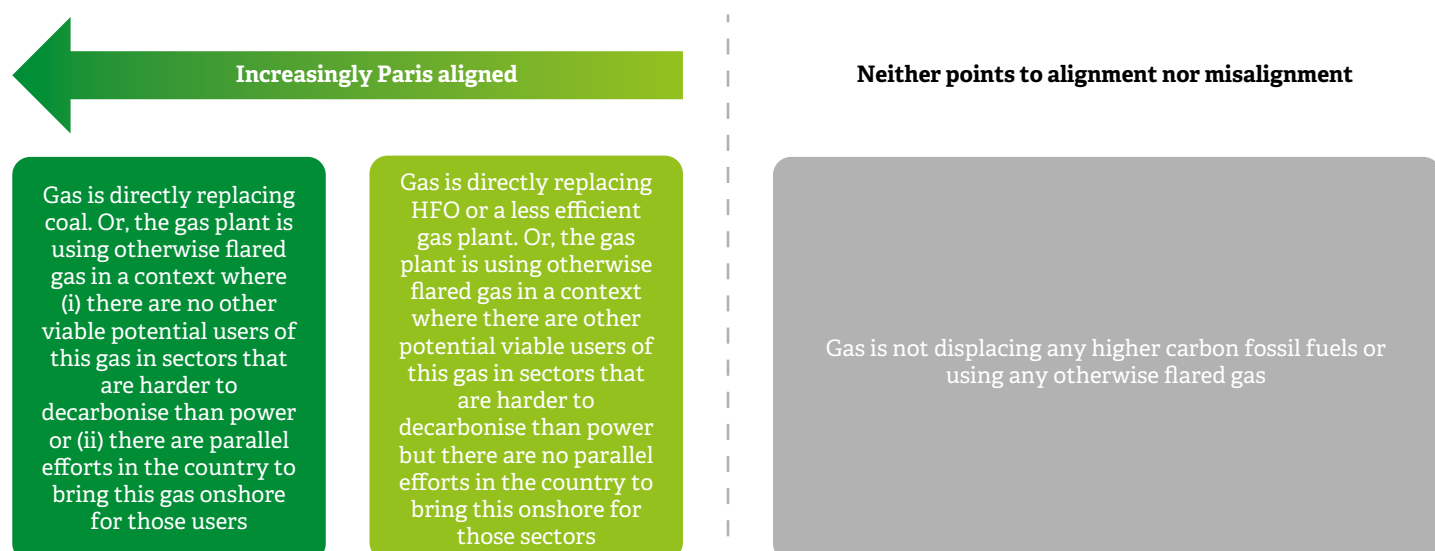 Increasingly Paris aligned
Neither points to alignment nor misalignment
Gas is directly replacing
coal. Or, the gas plant is
using otherwise flared
gas in a context where
(i) there are no other
viable potential users of
this gas in sectors that
are harder to
decarbonise than power
or (ii) there are parallel
efforts in the country to
bring this gas onshore
for those users
Gas is directly replacing
HFO or a less efficient
gas plant. Or, the gas
plant is using otherwise
flared gas in a context
where there are other
potential viable users of
this gas in sectors that
are harder to
decarbonise than power
but there are no parallel
efforts in the country to
bring this onshore for
those sectors
Gas is not displacing any higher carbon fossil fuels or
using any otherwise flared gas